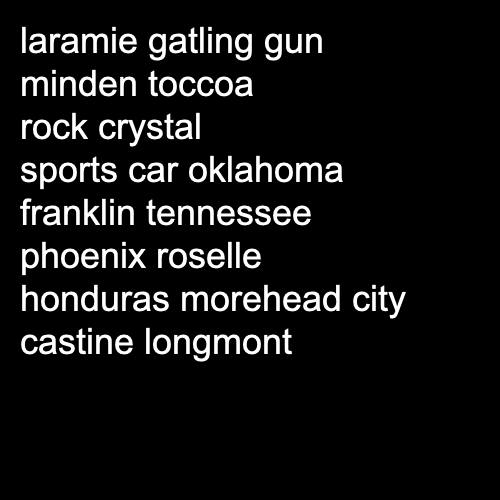 laramie gatling gun
minden toccoa
rock crystal
sports car oklahoma
franklin tennessee
phoenix roselle
honduras morehead city
castine longmont